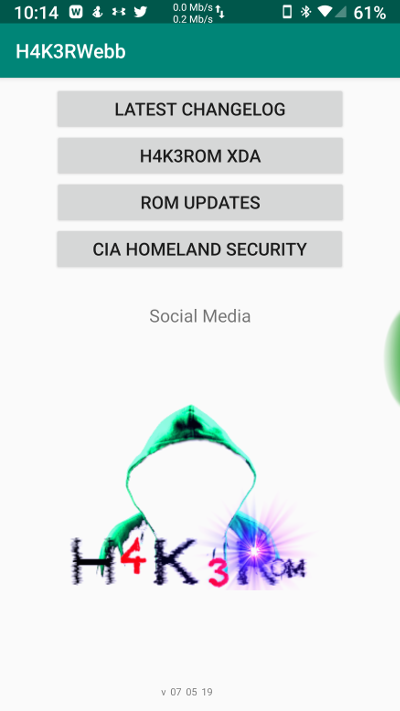 10:14 0.0 Mb/s 61%
0.2 Mb/s
H4K3RWebb
LATEST CHANGELOG
H4K3ROM XDA
ROM UPDATES
CIA HOMELAND SECURITY
Social Media
H4K3ROM
v 07 05 19